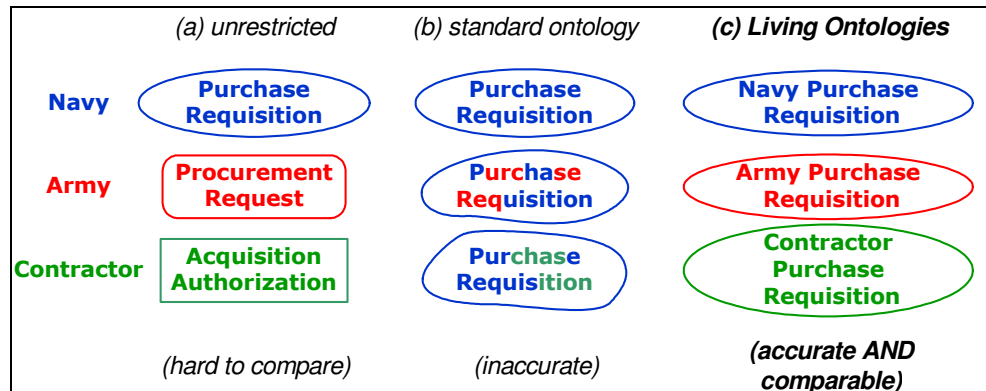 (a) unrestricted
(b) standard ontology
(c) Living Ontologies
Navy
Purchase
Requisition
Purchase
Requisition
Navy Purchase
Requisition
Army
Procurement
Request
Purchase
Requisition
Army Purchase
Requisition
Contractor
Acquisition
Authorization
Purchase
Requisition
Contractor
Purchase
Requisition
(hard to compare)
(inaccurate)
(accurate AND
comparable)